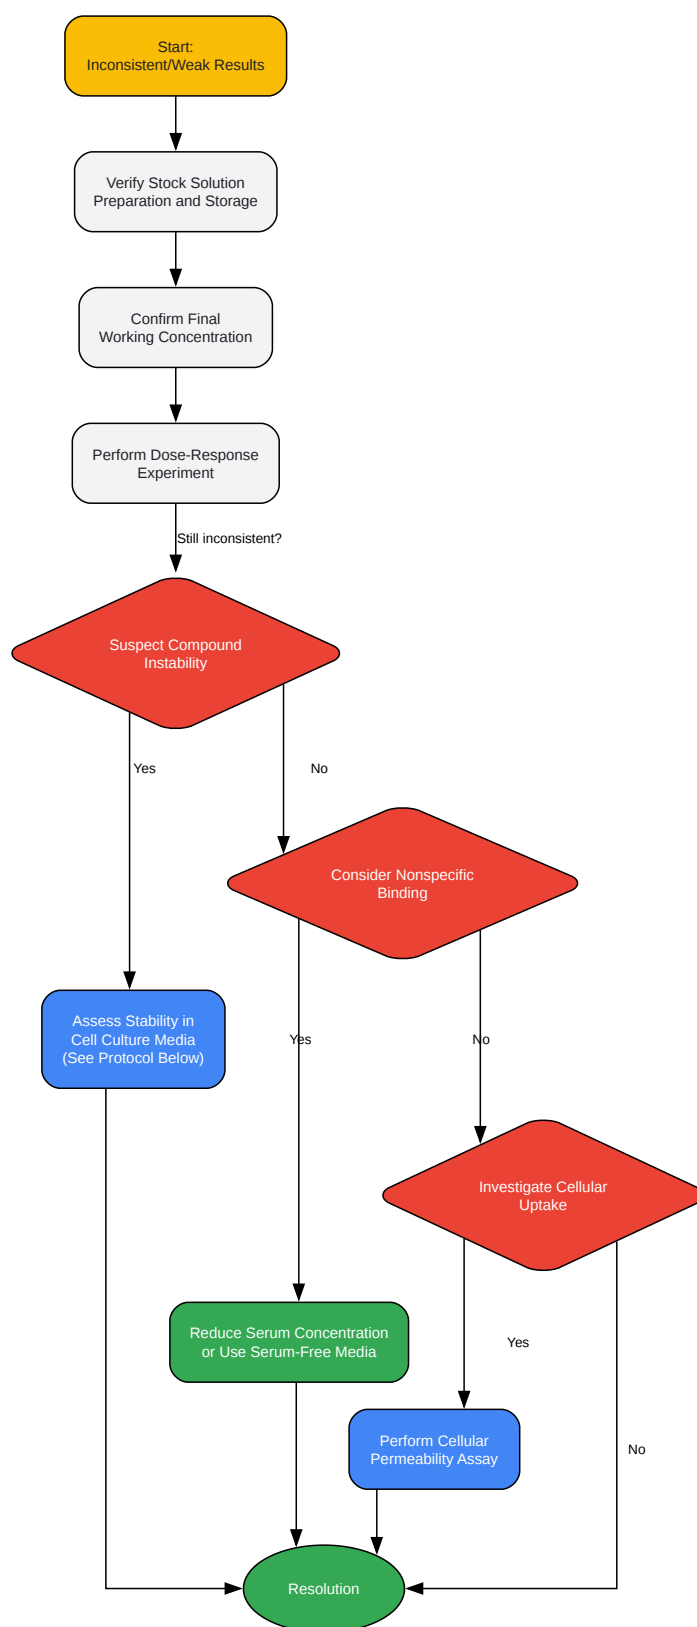 Start:
Inconsistent/Weak Results
Verify Stock Solution
Preparation and Storage
Confirm Final
Working Concentration
Perform Dose-Response
Experiment
Still inconsistent?
Suspect Compound
Instability
Yes
No
Consider Nonspecific
Binding
Assess Stability in
Cell Culture Media
(See Protocol Below)
Yes
No
Investigate Cellular
Uptake
Reduce Serum Concentration
or Use Serum-Free Media
Yes
Perform Cellular
Permeability Assay
No
Resolution